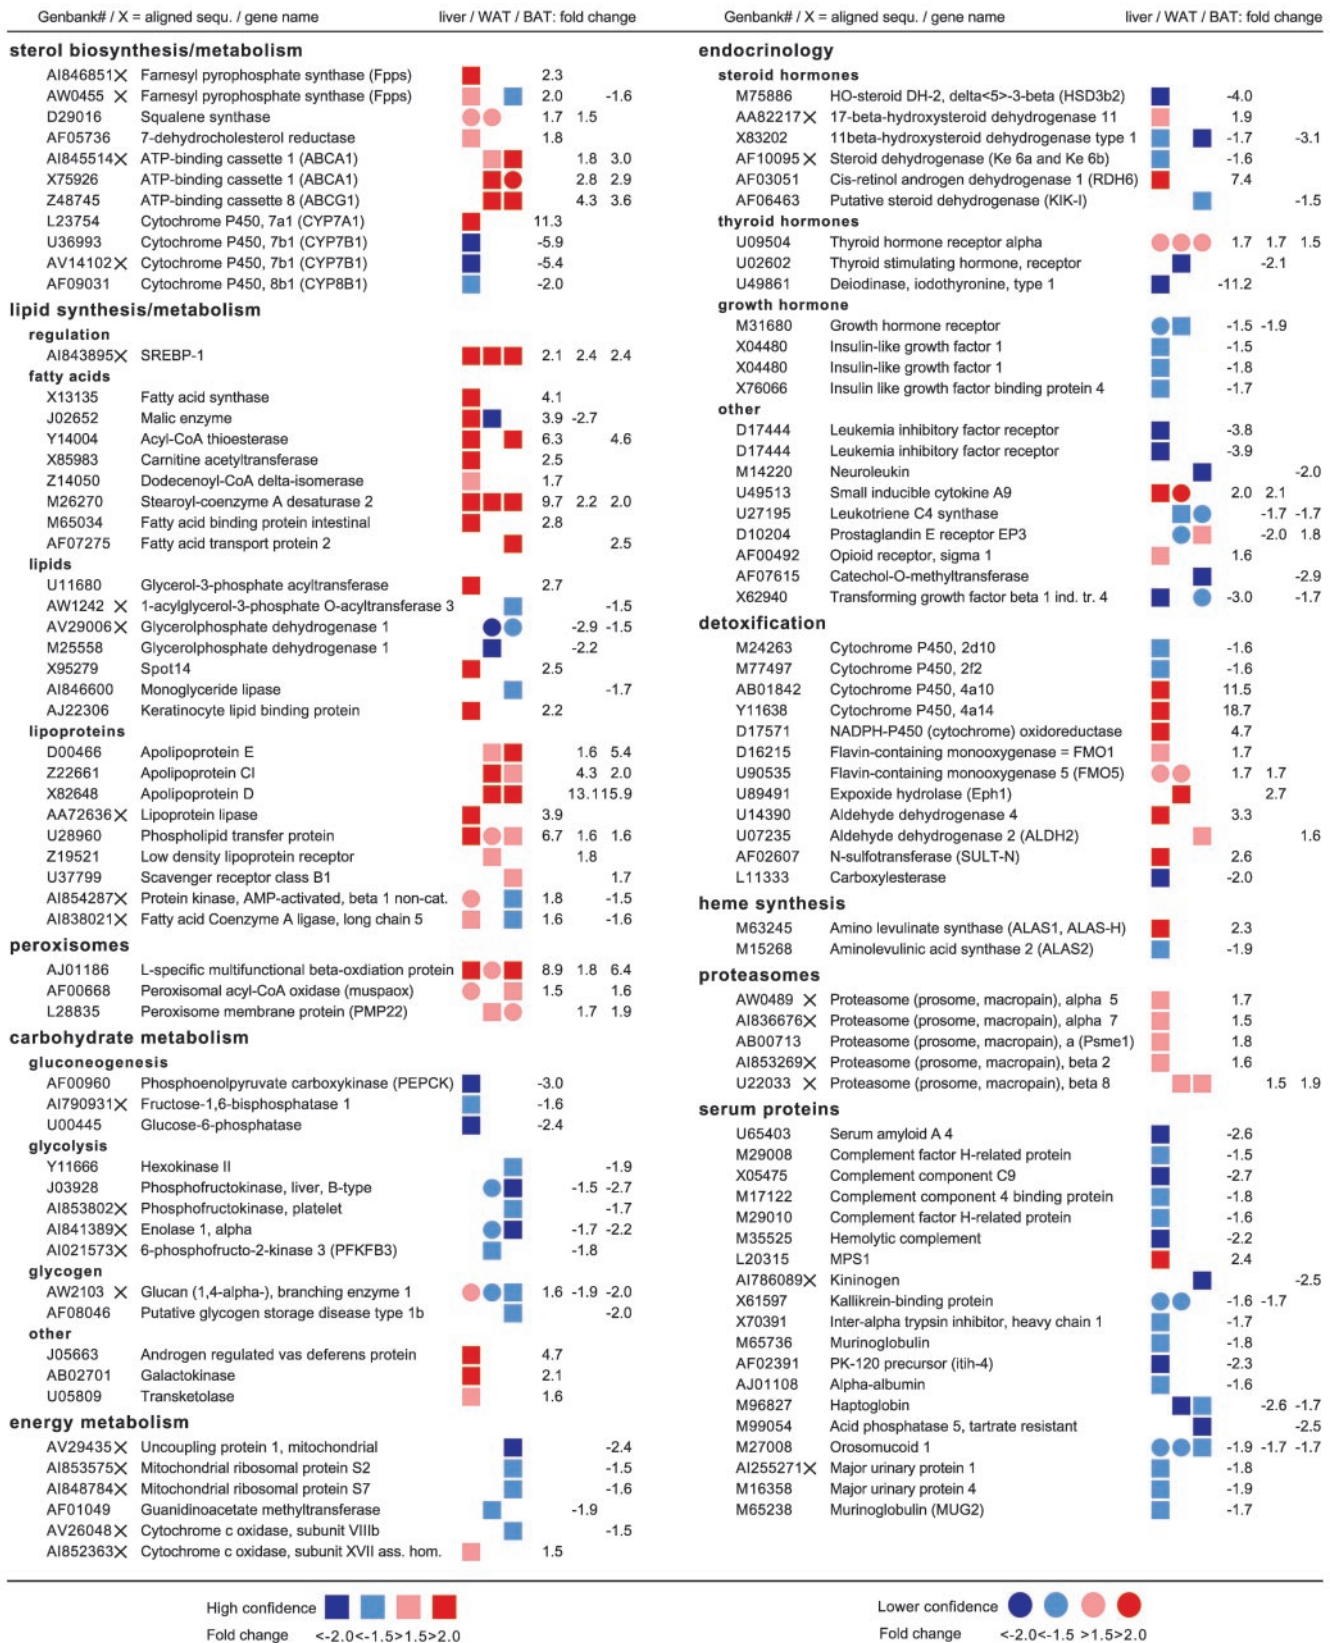 Genbank# / X = aligned sequ. / gene name liver / WAT / BAT: fold change
sterol biosynthesis/metabolism
AI846851X Farnesyl pyrophosphate synthase (Fpps) 2.3
AW0455 X Farnesyl pyrophosphate synthase (Fpps) 2.0 -1.6
D29016 Squalene synthase 1.7 1.5
AF05736 7-dehydrocholesterol reductase 1.8
AI845514X ATP-binding cassette 1 (ABCA1) 1.8 3.0
X75926 ATP-binding cassette 1 (ABCA1) 2.8 2.9
Z48745 ATP-binding cassette 8 (ABCG1) 4.3 3.6
L23754 Cytochrome P450, 7a1 (CYP7A1) 11.3
U36993 Cytochrome P450, 7b1 (CYP7B1) -5.9
AV14102X Cytochrome P450, 7b1 (CYP7B1) -5.4
AF09031 Cytochrome P450, 8b1 (CYP8B1) -2.0
lipid synthesis/metabolism
regulation
AI843895X SREBP-1 2.1 2.4 2.4
fatty acids
X13135 Fatty acid synthase 4.1
J02652 Malic enzyme 3.9 -2.7
Y14004 Acyl-CoA thioesterase 6.3 4.6
X85983 Carnitine acetyltransferase 2.5
Z14050 Dodecenoyl-CoA delta-isomerase 1.7
M26270 Stearoyl-coenzyme A desaturase 2 9.7 2.2 2.0
M65034 Fatty acid binding protein intestinal 2.8
AF07275 Fatty acid transport protein 2 2.5
lipids
U11680 Glycerol-3-phosphate acyltransferase 2.7
AW1242 X 1-acylglycerol-3-phosphate O-acyltransferase 3 -1.5
AV29006X Glycerolphosphate dehydrogenase 1 -2.9 -1.5
M25558 Glycerolphosphate dehydrogenase 1 -2.2
X95279 Spot14 2.5
AI846600 Monoglyceride lipase -1.7
AJ22306 Keratinocyte lipid binding protein 2.2
lipoproteins
D00466 Apolipoprotein E 1.6 5.4
Z22661 Apolipoprotein CI 4.3 2.0
X82648 Apolipoprotein D 13.115.9
AA72636X Lipoprotein lipase 3.9
U28960 Phospholipid transfer protein 6.7 1.6 1.6
Z19521 Low density lipoprotein receptor 1.8
U37799 Scavenger receptor class B1 1.7
AI854287X Protein kinase, AMP-activated, beta 1 non-cat. 1.8 -1.5
AI838021X Fatty acid Coenzyme A ligase, long chain 5 1.6 -1.6
peroxisomes
AJ01186 L-specific multifunctional beta-oxdiation protein 8.9 1.8 6.4
AF00668 Peroxisomal acyl-CoA oxidase (muspaox) 1.5 1.6
L28835 Peroxisome membrane protein (PMP22) 1.7 1.9
carbohydrate metabolism
gluconeogenesis
AF00960 Phosphoenolpyruvate carboxykinase (PEPCK) -3.0
AI790931X Fructose-1,6-bisphosphatase 1 -1.6
U00445 Glucose-6-phosphatase -2.4
glycolysis
Y11666 Hexokinase II -1.9
J03928 Phosphofructokinase, liver, B-type -1.5 -2.7
AI853802X Phosphofructokinase, platelet -1.7
AI841389X Enolase 1, alpha -1.7 -2.2
AI021573X 6-phosphofructo-2-kinase 3 (PFKFB3) -1.8
glycogen
AW2103 X Glucan (1,4-alpha-), branching enzyme 1 1.6 -1.9 -2.0
AF08046 Putative glycogen storage disease type 1b -2.0
other
J05663 Androgen regulated vas deferens protein 4.7
AB02701 Galactokinase 2.1
U05809 Transketolase 1.6
energy metabolism
AV29435X Uncoupling protein 1, mitochondrial -2.4
AI853575X Mitochondrial ribosomal protein S2 -1.5
AI848784X Mitochondrial ribosomal protein S7 -1.6
AF01049 Guanidinoacetate methyltransferase -1.9
AV26048X Cytochrome c oxidase, subunit VIIIb -1.5
AI852363X Cytochrome c oxidase, subunit XVII ass. hom. 1.5
Genbank# / X = aligned sequ. / gene name liver / WAT / BAT: fold change
endocrinology
steroid hormones
M75886 HO-steroid DH-2, delta<5>-3-beta (HSD3b2) -4.0
AA82217X 17-beta-hydroxysteroid dehydrogenase 11 1.9
X83202 11beta-hydroxysteroid dehydrogenase type 1 -1.7 -3.1
AF10095X Steroid dehydrogenase (Ke 6a and Ke 6b) -1.6
AF03051 Cis-retinol androgen dehydrogenase 1 (RDH6) 7.4
AF06463 Putative steroid dehydrogenase (KIK-I) -1.5
thyroid hormones
U09504 Thyroid hormone receptor alpha 1.7 1.7 1.5
U02602 Thyroid stimulating hormone, receptor -2.1
U49861 Deiodinase, iodothyronine, type 1 -11.2
growth hormone
M31680 Growth hormone receptor -1.5 -1.9
X04480 Insulin-like growth factor 1 -1.5
X04480 Insulin-like growth factor 1 -1.8
X76066 Insulin like growth factor binding protein 4 -1.7
other
D17444 Leukemia inhibitory factor receptor -3.8
D17444 Leukemia inhibitory factor receptor -3.9
M14220 Neuroleukin -2.0
U49513 Small inducible cytokine A9 2.0 2.1
U27195 Leukotriene C4 synthase -1.7 -1.7
D10204 Prostaglandin E receptor EP3 -2.0 1.8
AF00492 Opioid receptor, sigma 1 1.6
AF07615 Catechol-O-methyltransferase -2.9
X62940 Transforming growth factor beta 1 ind. tr. 4 -3.0 -1.7
detoxification
M24263 Cytochrome P450, 2d10 -1.6
M77497 Cytochrome P450, 2f2 -1.6
AB01842 Cytochrome P450, 4a10 11.5
Y11638 Cytochrome P450, 4a14 18.7
D17571 NADPH-P450 (cytochrome) oxidoreductase 4.7
D16215 Flavin-containing monooxygenase = FMO1 1.7
U90535 Flavin-containing monooxygenase 5 (FMO5) 1.7 1.7
U89491 Expoxide hydrolase (Eph1) 2.7
U14390 Aldehyde dehydrogenase 4 3.3
U07235 Aldehyde dehydrogenase 2 (ALDH2) 1.6
AF02607 N-sulfotransferase (SULT-N) 2.6
L11333 Carboxylesterase -2.0
heme synthesis
M63245 Amino levulinate synthase (ALAS1, ALAS-H) 2.3
M15268 Aminolevulinic acid synthase 2 (ALAS2) -1.9
proteasomes
AW0489 X Proteasome (prosome, macropain), alpha 5 1.7
AI836676X Proteasome (prosome, macropain), alpha 7 1.5
AB00713 Proteasome (prosome, macropain), a (Psme1) 1.8
AI853269X Proteasome (prosome, macropain), beta 2 1.6
U22033 X Proteasome (prosome, macropain), beta 8 1.5 1.9
serum proteins
U65403 Serum amyloid A 4 -2.6
M29008 Complement factor H-related protein -1.5
X05475 Complement component C9 -2.7
M17122 Complement component 4 binding protein -1.8
M29010 Complement factor H-related protein -1.6
M35525 Hemolytic complement -2.2
L20315 MPS1 2.4
AI786089X Kininogen -2.5
X61597 Kallikrein-binding protein -1.6 -1.7
X70391 Inter-alpha trypsin inhibitor, heavy chain 1 -1.7
M65736 Murinoglobulin -1.8
AF02391 PK-120 precursor (itih-4) -2.3
AJ01108 Alpha-albumin -1.6
M96827 Haptoglobin -2.6 -1.7
M99054 Acid phosphatase 5, tartrate resistant -2.5
M27008 Orosomucoid 1 -1.9 -1.7 -1.7
AI255271X Major urinary protein 1 -1.8
M16358 Major urinary protein 4 -1.9
M65238 Murinoglobulin (MUG2) -1.7
High confidence
Fold change <-2.0<-1.5>1.5>2.0
Lower confidence
Fold change <-2.0<-1.5 >1.5>2.0